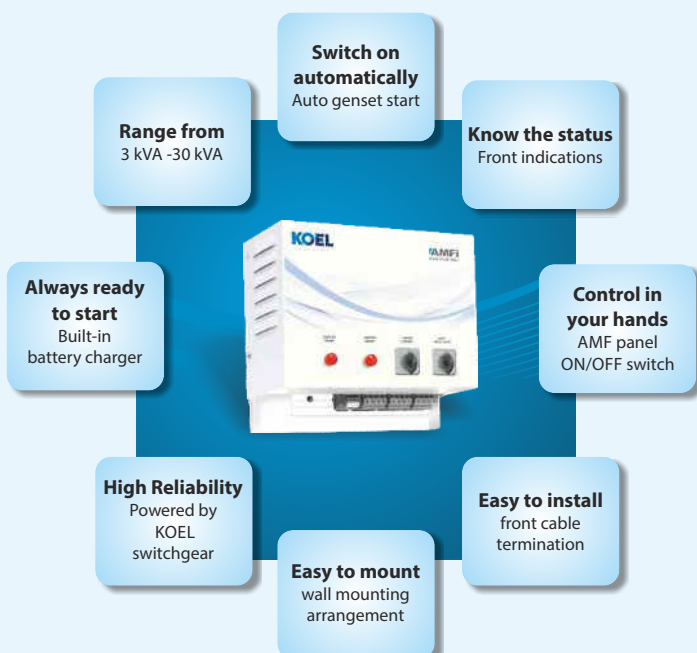 Switch on
automatically
Auto genset start
Range from
3 kVA -30 kVA
Know the status
Front indications
KOEL
AMFi
Always ready
to start
Built-in
battery charger
Control in
your hands
AMF panel
ON/OFF switch
High Reliability
Powered by
KOEL
switchgear
Easy to install
front cable
termination
Easy to mount
wall mounting
arrangement